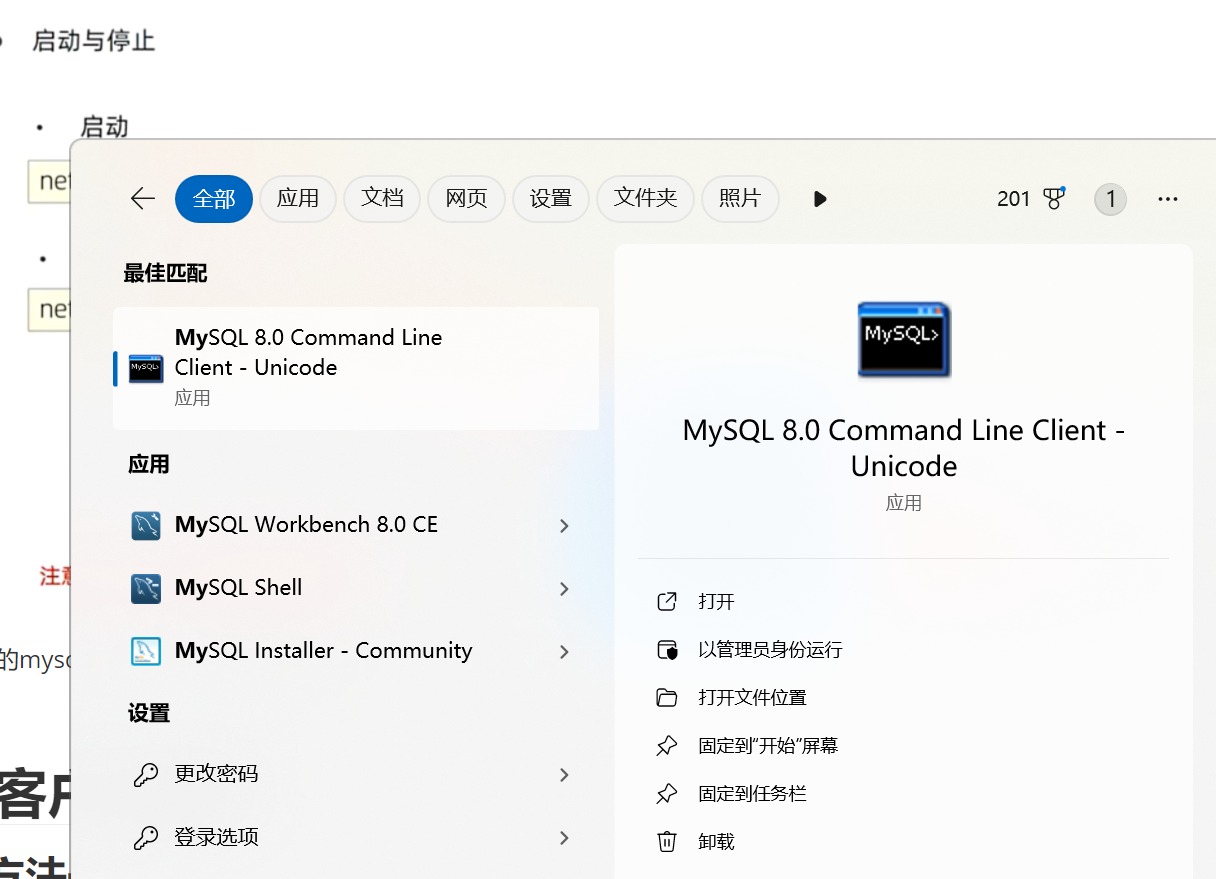 启动与停止
启动
net
net
注意
的mysq
客户
方法
全部
应用
文档
网页
设置
文件夹
照片
201
1
最佳匹配
MySQL 8.0 Command Line
Client - Unicode
应用
应用
MySQL Workbench 8.0 CE
MySQL Shell
MySQL Installer - Community
设置
更改密码
登录选项
MySQL>
MySQL>
MySQL 8.0 Command Line Client -
Unicode
应用
打开
以管理员身份运行
打开文件位置
固定到“开始”屏幕
固定到任务栏
卸载